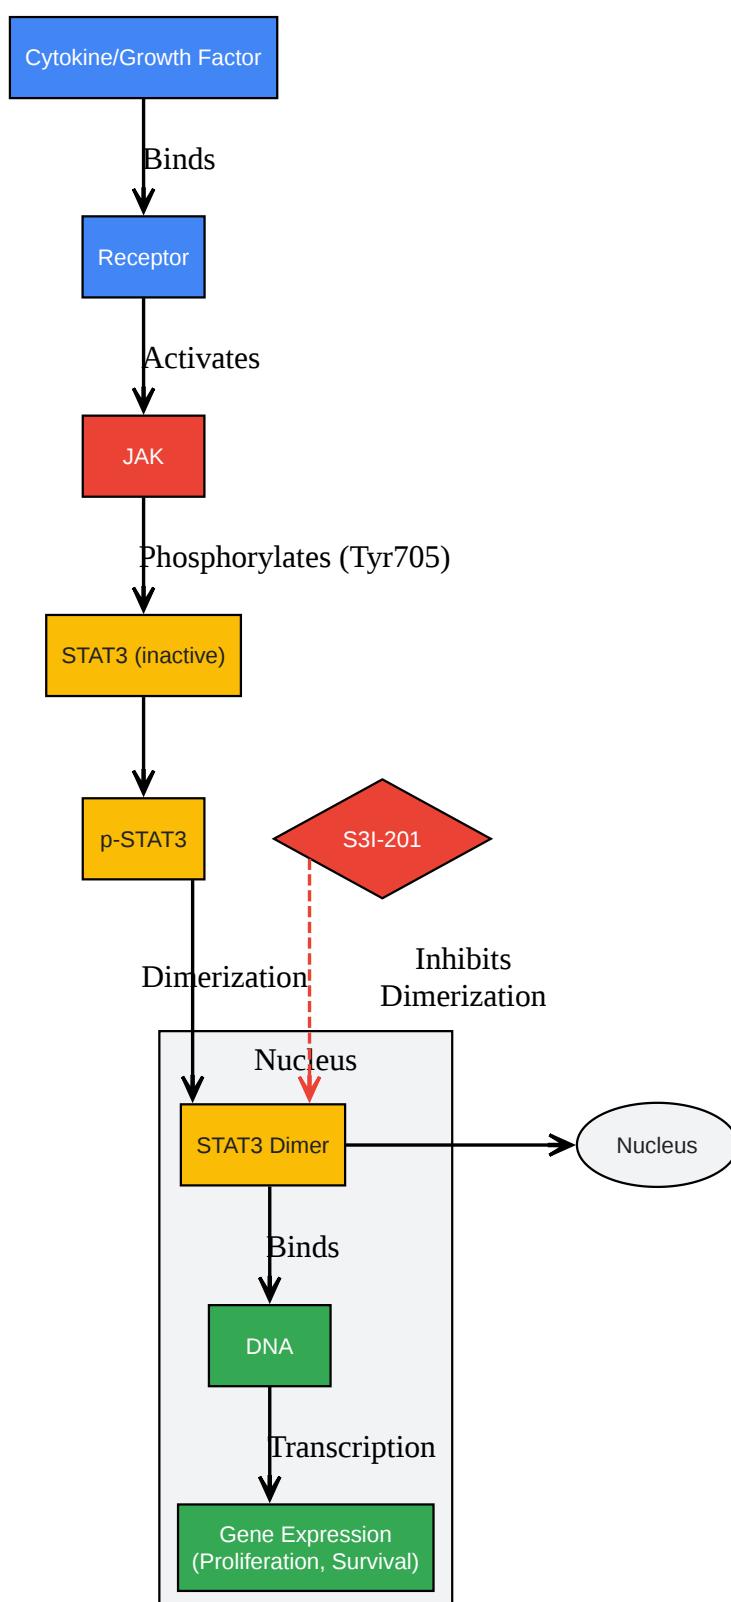 Cytokine/Growth Factor
Binds
Receptor
Activates
JAK
Phosphorylates (Tyr705)
STAT3 (inactive)
p-STAT3
S3I-201
Dimerization
Inhibits
Dimerization
Nucleus
STAT3 Dimer
Nucleus
Binds
DNA
Transcription
Gene Expression
(Proliferation, Survival)